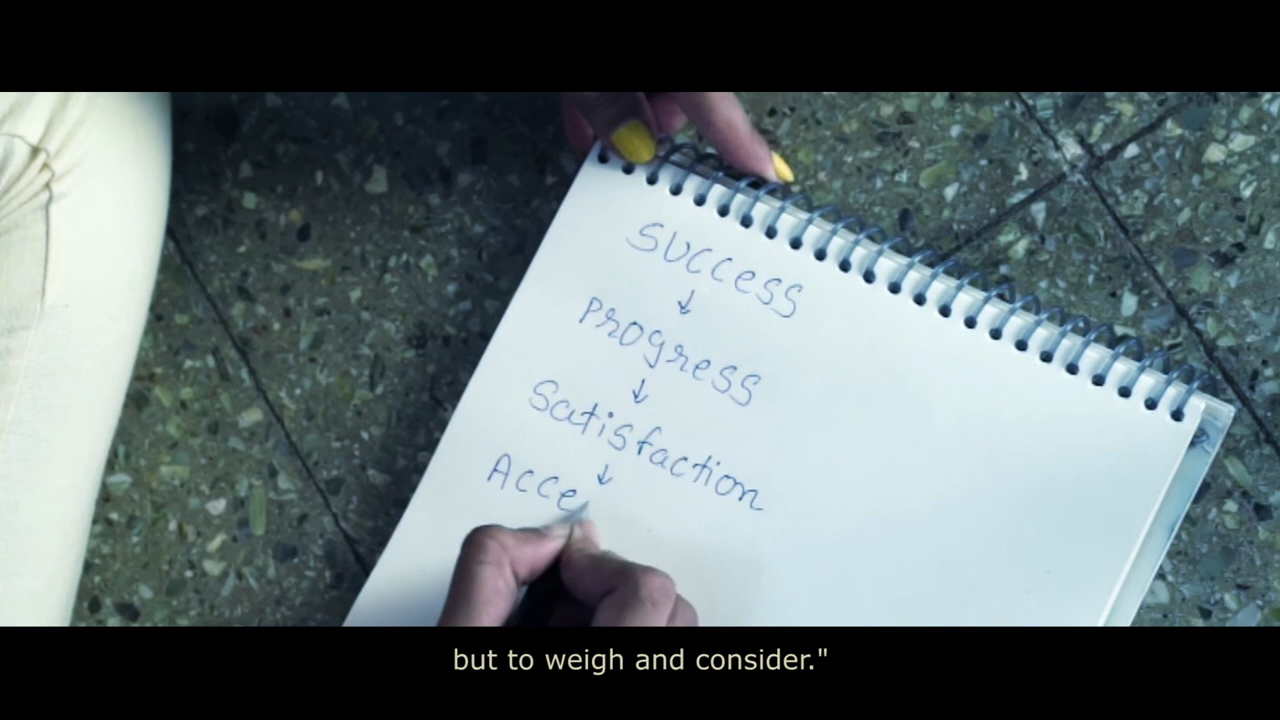 SUCCESS
↓
Progress
↓
Satisfaction
↓
Acce
but to weigh and consider."